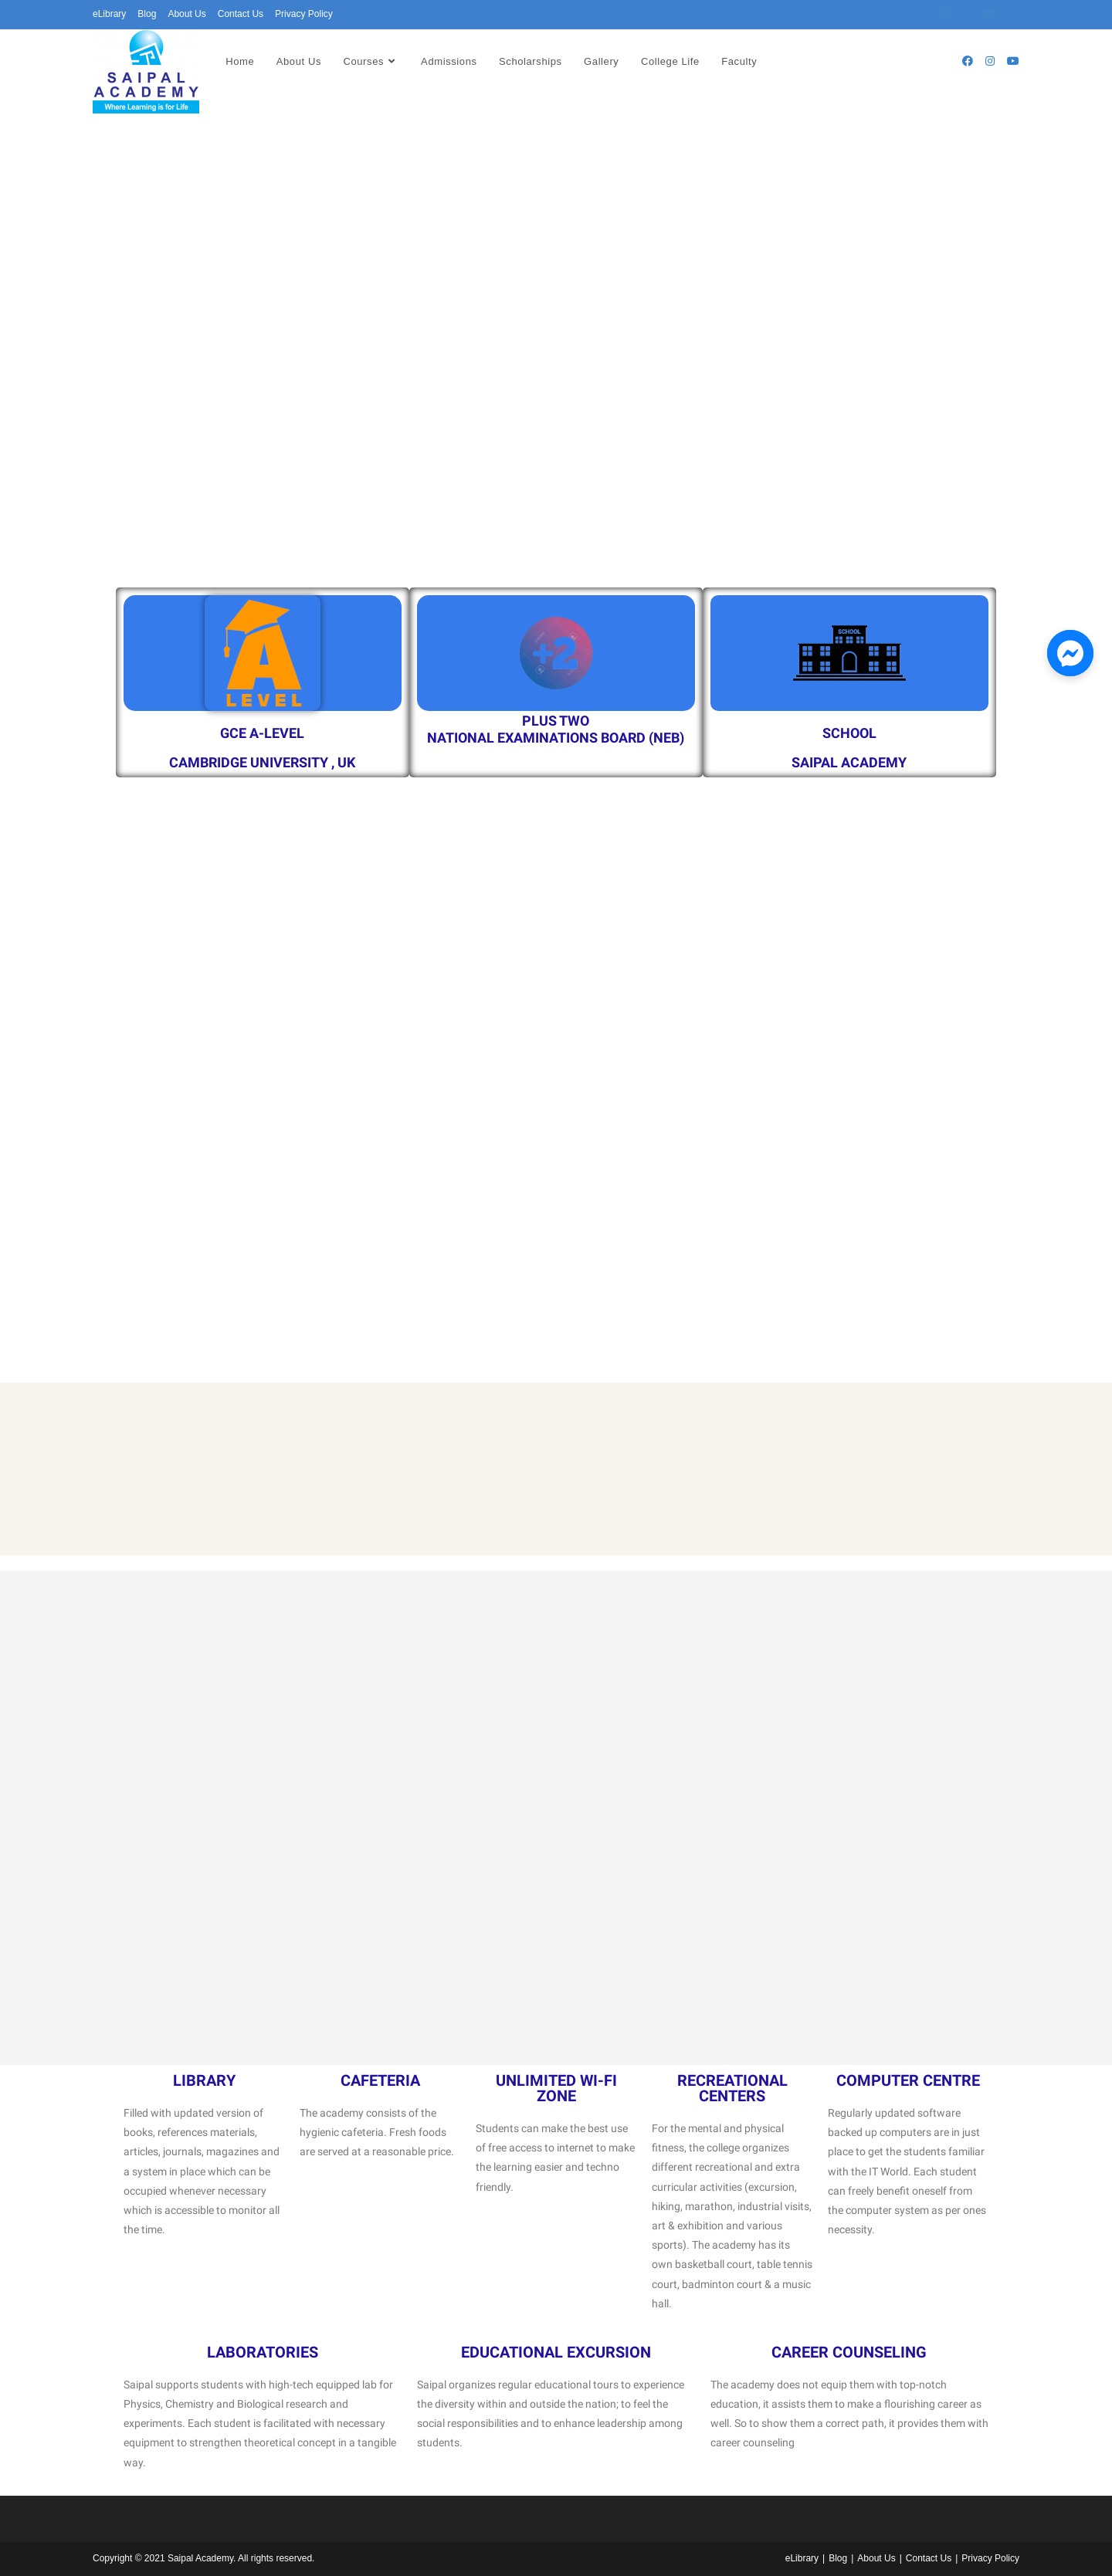 eLibrary Blog About Us Contact Us Privacy Policy
SAIPAL
ACADEMY
Where Learning is for Life
Home About Us Courses Admissions Scholarships Gallery College Life Faculty
A
LEVEL
GCE A-LEVEL
CAMBRIDGE UNIVERSITY , UK
+2
PLUS TWO
NATIONAL EXAMINATIONS BOARD (NEB)
SCHOOL
SCHOOL
SAIPAL ACADEMY
LIBRARY
Filled with updated version of
books, references materials,
articles, journals, magazines and
a system in place which can be
occupied whenever necessary
which is accessible to monitor all
the time.
CAFETERIA
The academy consists of the
hygienic cafeteria. Fresh foods
are served at a reasonable price.
UNLIMITED WI-FI
ZONE
Students can make the best use
of free access to internet to make
the learning easier and techno
friendly.
RECREATIONAL
CENTERS
For the mental and physical
fitness, the college organizes
different recreational and extra
curricular activities (excursion,
hiking, marathon, industrial visits,
art & exhibition and various
sports). The academy has its
own basketball court, table tennis
court, badminton court & a music
hall.
COMPUTER CENTRE
Regularly updated software
backed up computers are in just
place to get the students familiar
with the IT World. Each student
can freely benefit oneself from
the computer system as per ones
necessity.
LABORATORIES
Saipal supports students with high-tech equipped lab for
Physics, Chemistry and Biological research and
experiments. Each student is facilitated with necessary
equipment to strengthen theoretical concept in a tangible
way.
EDUCATIONAL EXCURSION
Saipal organizes regular educational tours to experience
the diversity within and outside the nation; to feel the
social responsibilities and to enhance leadership among
students.
CAREER COUNSELING
The academy does not equip them with top-notch
education, it assists them to make a flourishing career as
well. So to show them a correct path, it provides them with
career counseling
Copyright © 2021 Saipal Academy. All rights reserved.
eLibrary | Blog | About Us | Contact Us | Privacy Policy